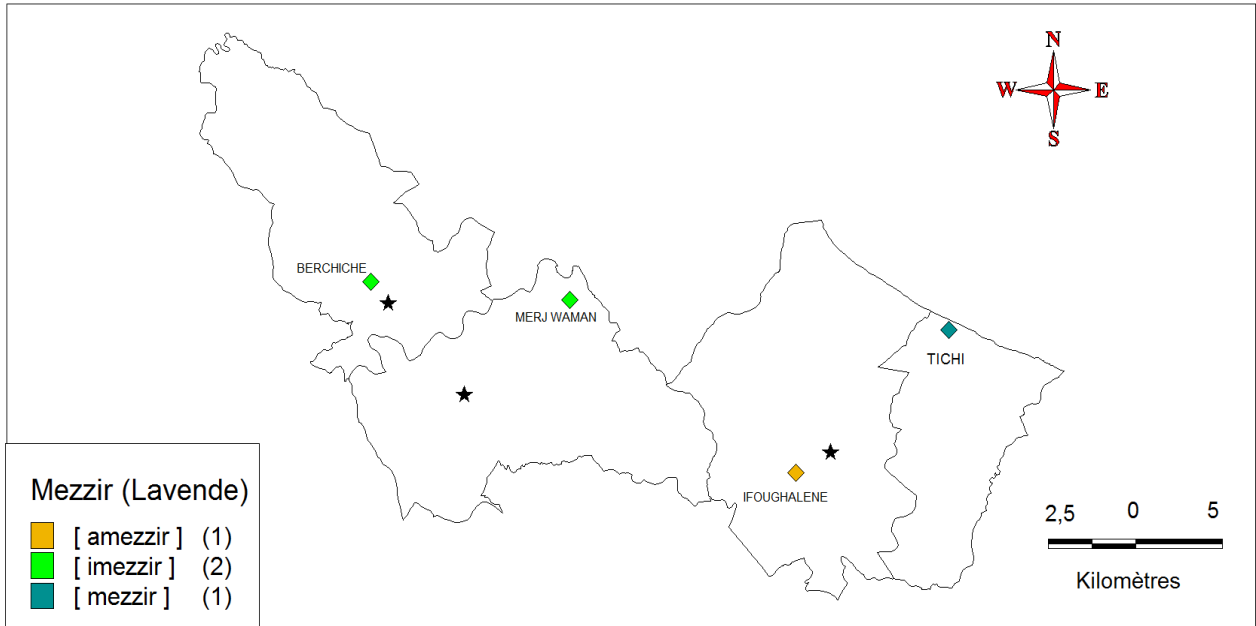 N
W E
S
BERCHICHE
MERJ WAMAN
TICHI
IFOUGHALENE
Mezzir (Lavende)
[ amezzir ] (1)
[ imezzir ] (2)
[ mezzir ] (1)
2,5 0 5
Kilomètres